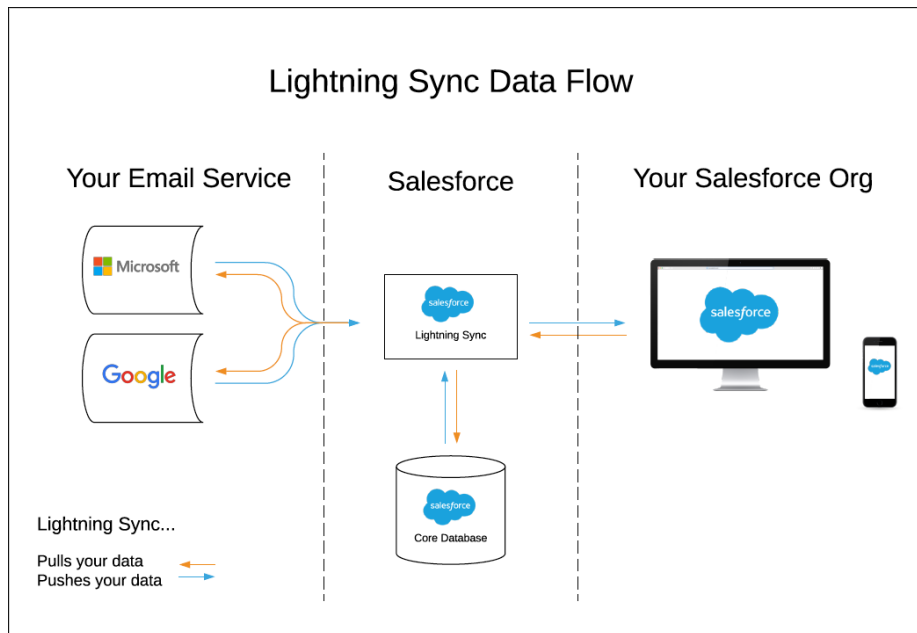 Lightning Sync Data Flow
Your Email Service
Salesforce
Your Salesforce Org
Microsoft
Google
salesforce
Lightning Sync
salesforce
salesforce
salesforce
Core Database
Lightning Sync...
Pulls your data
Pushes your data